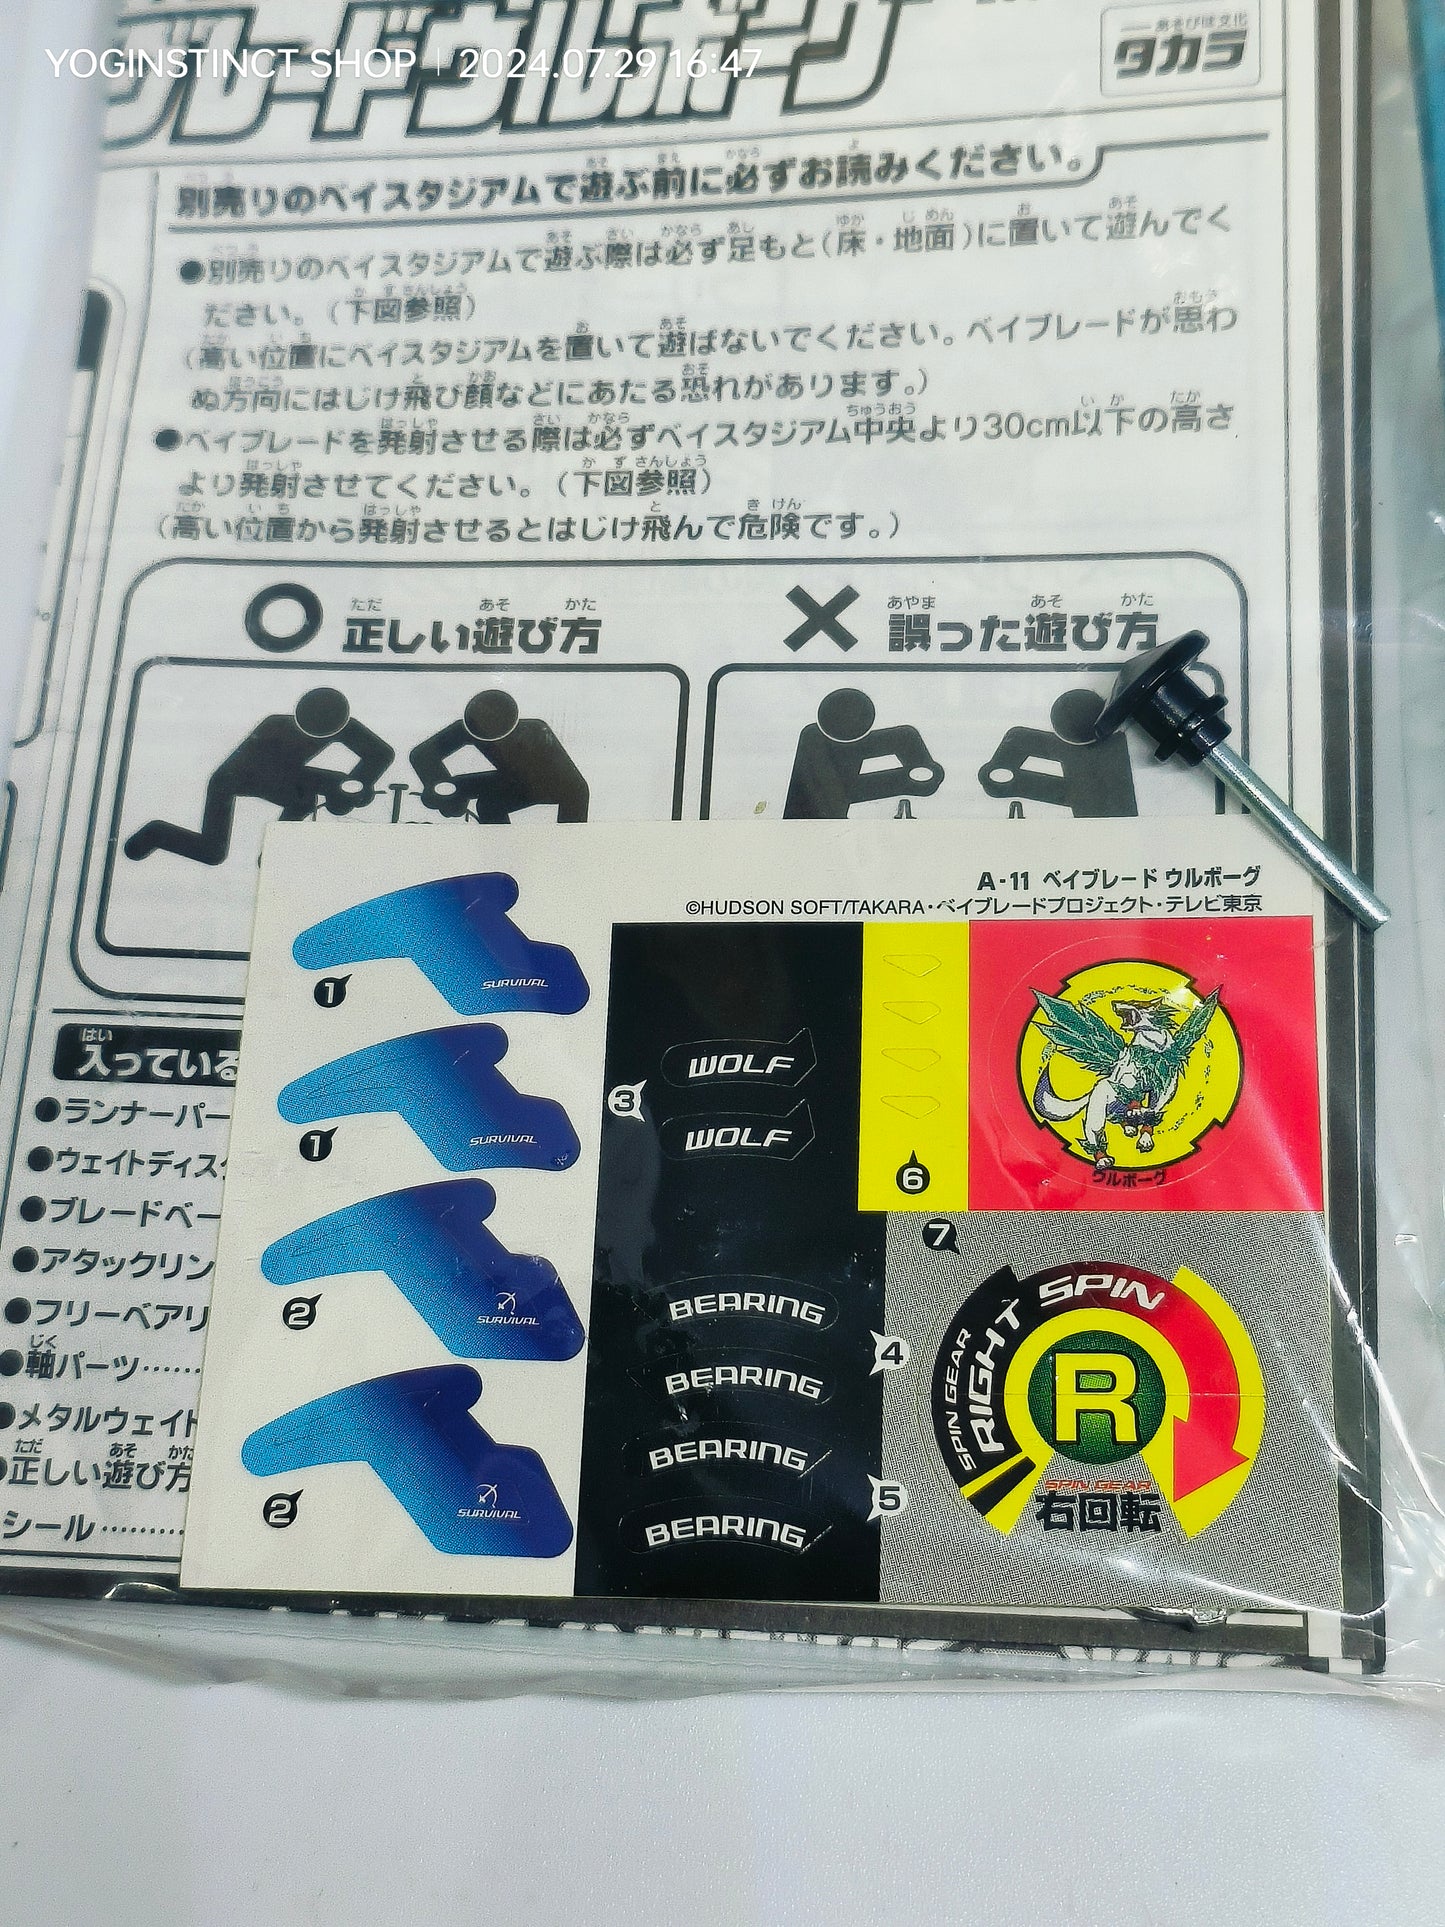 YOGINSTINCT SHOP | 2024.07.29 16:47
ブレードウルボーグ
あそびは文化
タカラ
別売りのベイスタジアムで遊ぶ前に必ずお読みください。
●別売りのベイスタジアムで遊ぶ際は必ず足もと(床・地面)に置いて遊んでく
ださい。(下図参照)
(高い位置にベイスタジアムを置いて遊ばないでください。ベイブレードが思わ
ぬ方向にはじけ飛び顔などにあたる恐れがあります。)
●ベイブレードを発射させる際は必ずベイスタジアム中央より30cm以下の高さ
より発射させてください。(下図参照)
(高い位置から発射させるとはじけ飛んで危険です。)
正しい遊び方
誤った遊び方
入っている
●ランナーパー
●ウェイトディス
●ブレードベー
●アタックリン
●フリーベアリ
●軸パーツ……
●メタルウェイト
●正しい遊び方
シール………
A-11 ベイブレード ウルボーグ
©HUDSON SOFT/TAKARA・ベイブレードプロジェクト・テレビ東京
1 SURVIVAL
1 SURVIVAL
2 SURVIVAL
2 SURVIVAL
3
WOLF
WOLF
BEARING
4
BEARING
BEARING
5
BEARING
6
ウルボーグ
7
SPIN GEAR
RIGHT SPIN
R
SPIN GEAR
右回転